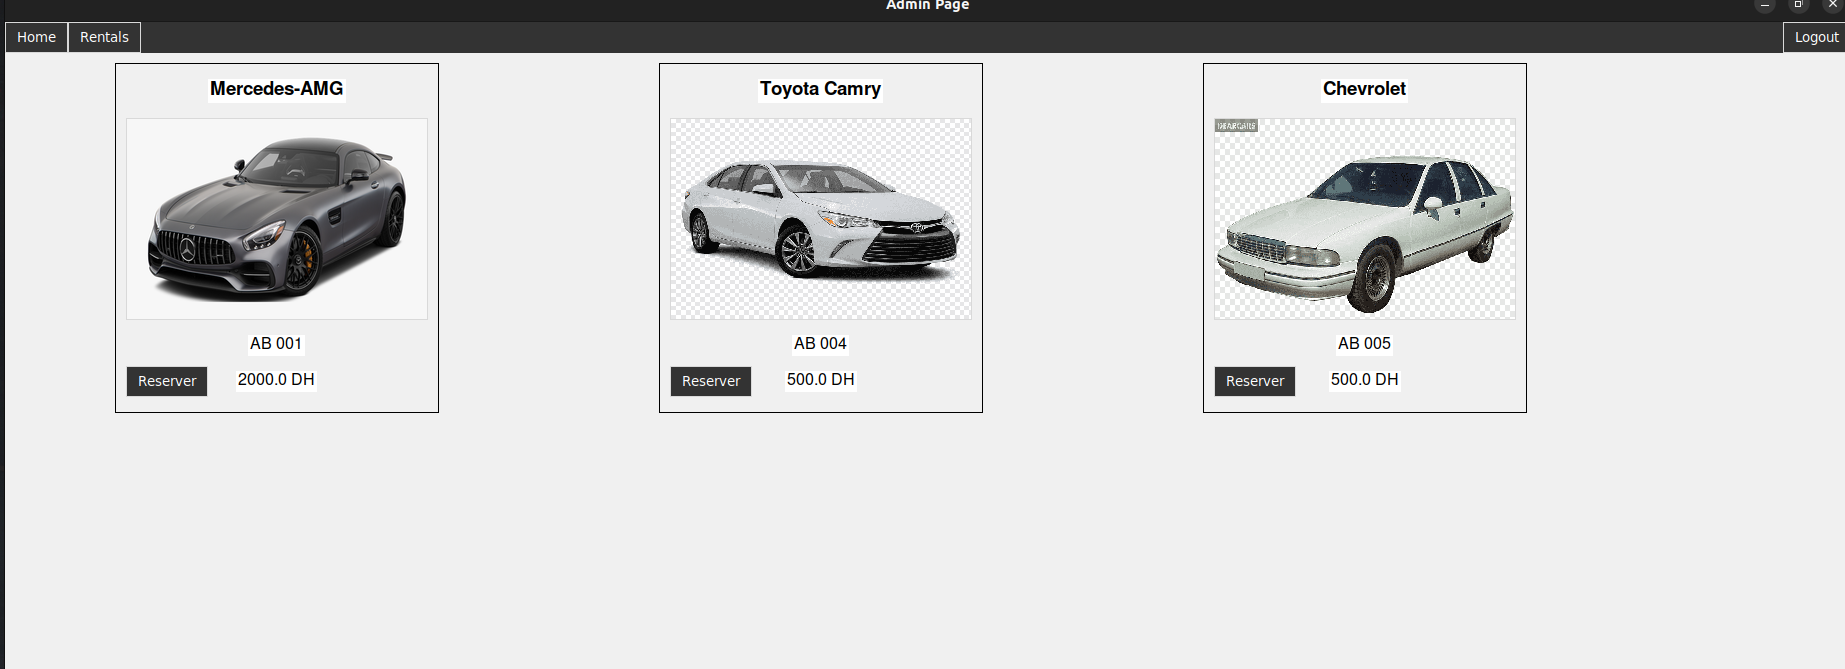 Admin Page
Home Rentals Logout
Mercedes-AMG
AB 001
Reserver 2000.0 DH
Toyota Camry
AB 004
Reserver 500.0 DH
Chevrolet
AB 005
Reserver 500.0 DH